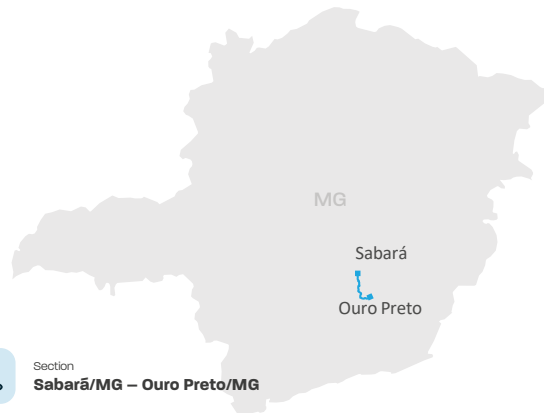 MG
Sabará
Ouro Preto
Section
Sabará/MG – Ouro Preto/MG